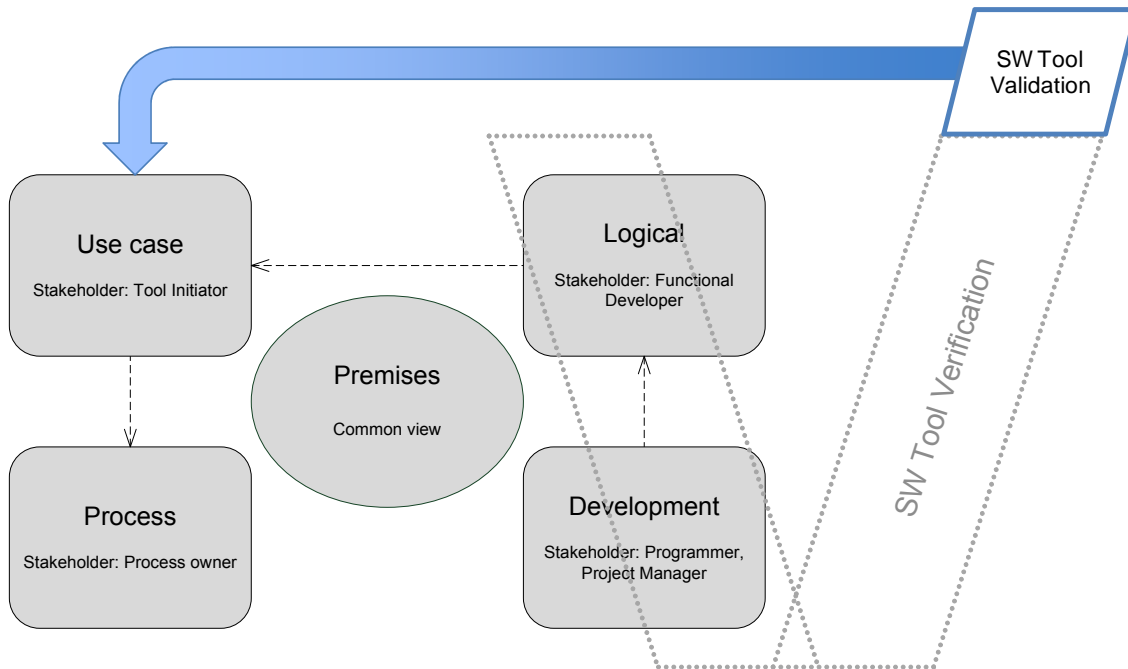 SW Tool
Validation
Use case
Stakeholder: Tool Initiator
Logical
Stakeholder: Functional
Developer
Premises
Common view
SW Tool Verification
Process
Stakeholder: Process owner
Development
Stakeholder: Programmer,
Project Manager